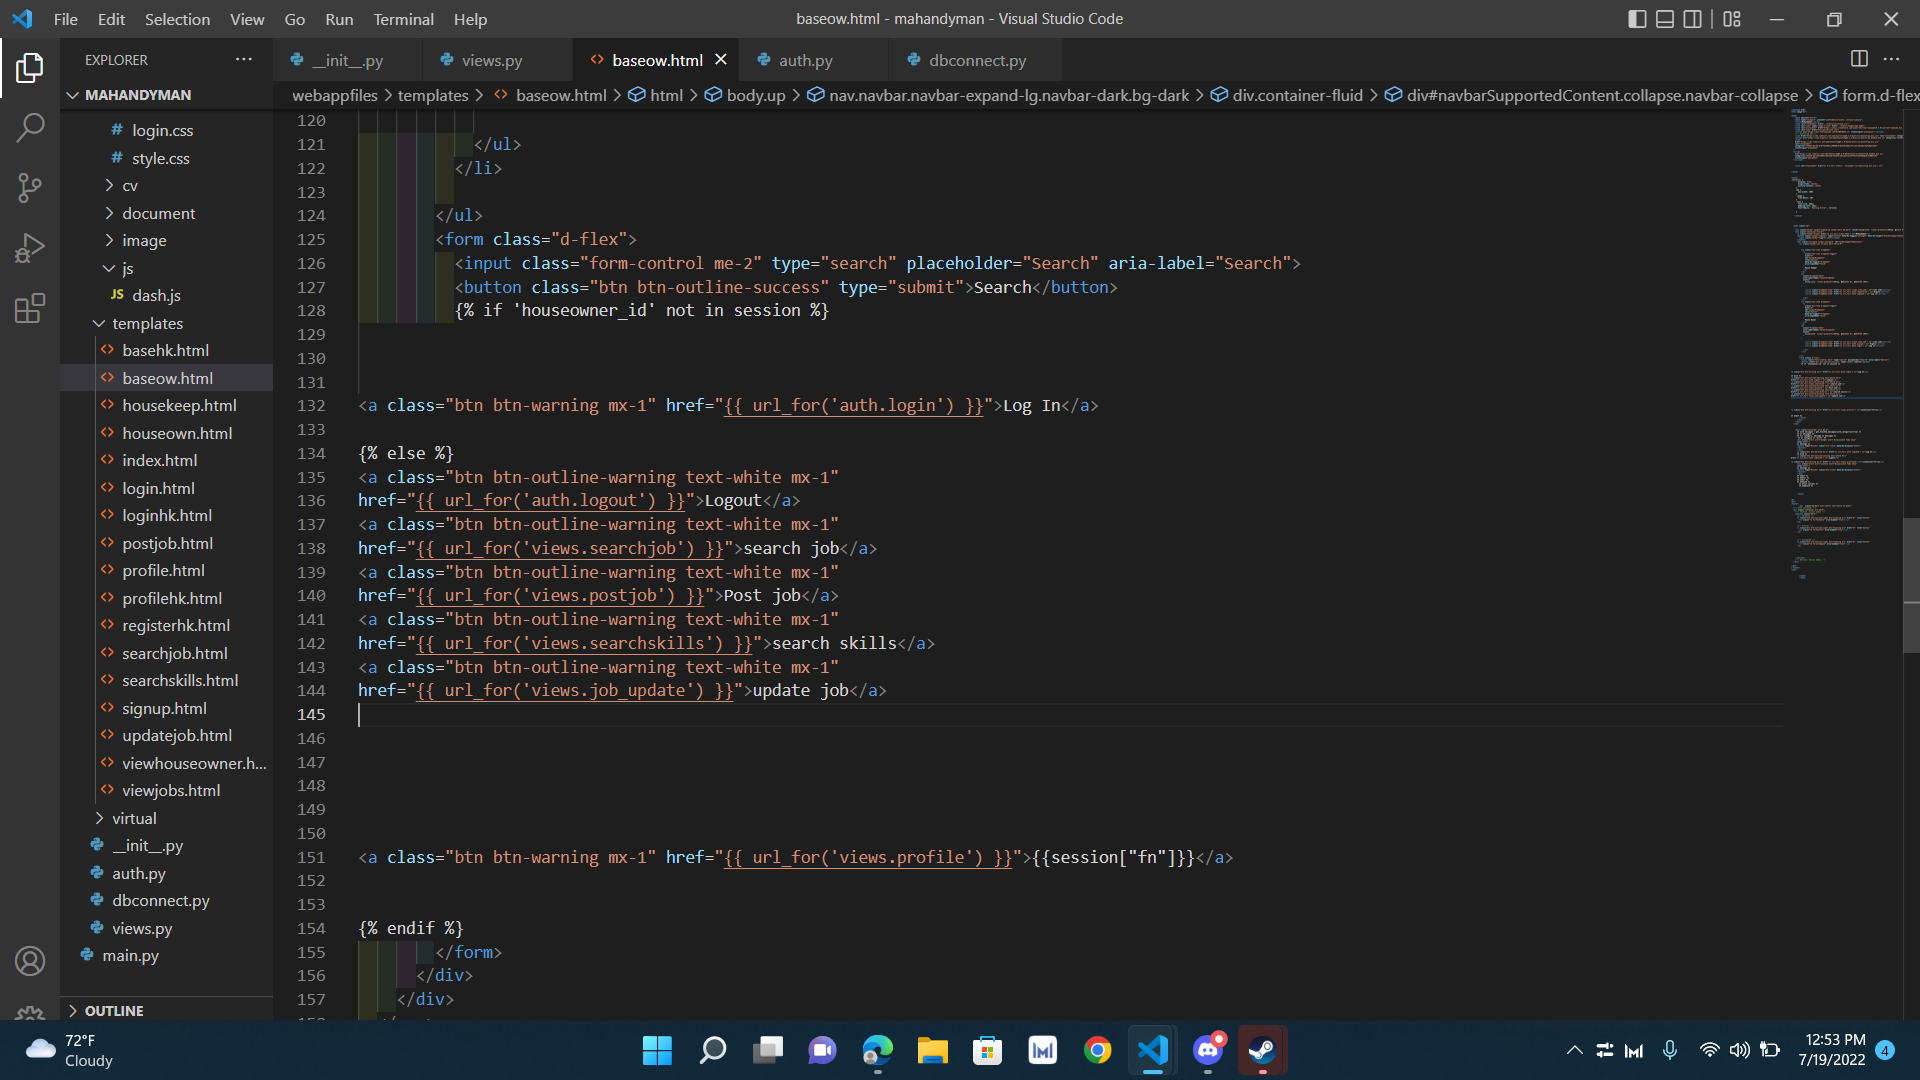 File Edit Selection View Go Run Terminal Help
baseow.html - mahandyman - Visual Studio Code
EXPLORER
__init__.py
views.py
baseow.html
auth.py
dbconnect.py
MAHANDYMAN
webappfiles > templates > baseow.html > html > body.up > nav.navbar.navbar-expand-lg.navbar-dark.bg-dark > div.container-fluid > div#navbarSupportedContent.collapse.navbar-collapse > form.d-flex
# login.css
# style.css
cv
document
image
js
JS dash.js
templates
basehk.html
baseow.html
housekeep.html
houseown.html
index.html
login.html
loginhk.html
postjob.html
profile.html
profilehk.html
registerhk.html
searchjob.html
searchskills.html
signup.html
updatejob.html
viewhouseowner.h...
viewjobs.html
virtual
__init__.py
auth.py
dbconnect.py
views.py
main.py
OUTLINE
120
121 </ul>
122 </li>
123
124 </ul>
125 <form class="d-flex">
126 <input class="form-control me-2" type="search" placeholder="Search" aria-label="Search">
127 <button class="btn btn-outline-success" type="submit">Search</button>
128 {% if 'houseowner_id' not in session %}
129
130
131
132 <a class="btn btn-warning mx-1" href="{{ url_for('auth.login') }}">Log In</a>
133
134 {% else %}
135 <a class="btn btn-outline-warning text-white mx-1"
136 href="{{ url_for('auth.logout') }}">Logout</a>
137 <a class="btn btn-outline-warning text-white mx-1"
138 href="{{ url_for('views.searchjob') }}">search job</a>
139 <a class="btn btn-outline-warning text-white mx-1"
140 href="{{ url_for('views.postjob') }}">Post job</a>
141 <a class="btn btn-outline-warning text-white mx-1"
142 href="{{ url_for('views.searchskills') }}">search skills</a>
143 <a class="btn btn-outline-warning text-white mx-1"
144 href="{{ url_for('views.job_update') }}">update job</a>
145
146
147
148
149
150
151 <a class="btn btn-warning mx-1" href="{{ url_for('views.profile') }}">{{session["fn"]}}</a>
152
153
154 {% endif %}
155 </form>
156 </div>
157 </div>
72°F
Cloudy
12:53 PM
7/19/2022
4